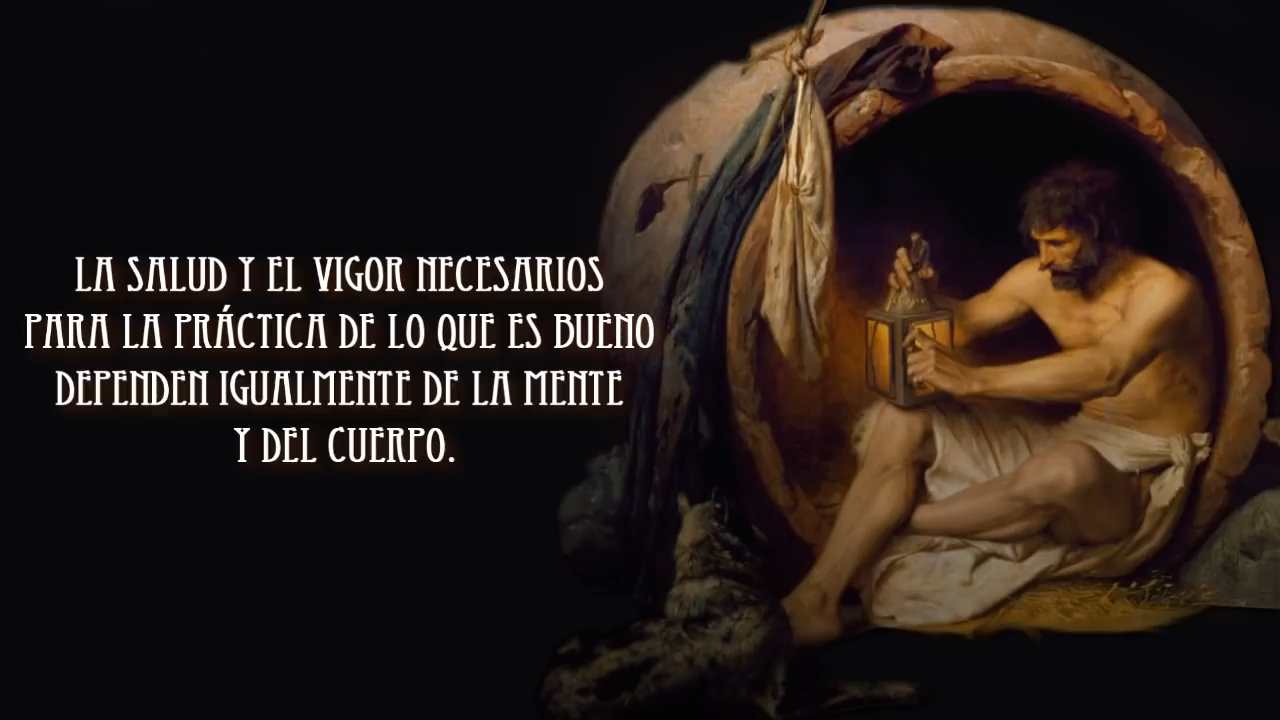 LA SALUD Y EL VIGOR NECESARIOS
PARA LA PRÁCTICA DE LO QUE ES BUENO
DEPENDEN IGUALMENTE DE LA MENTE
Y DEL CUERPO.